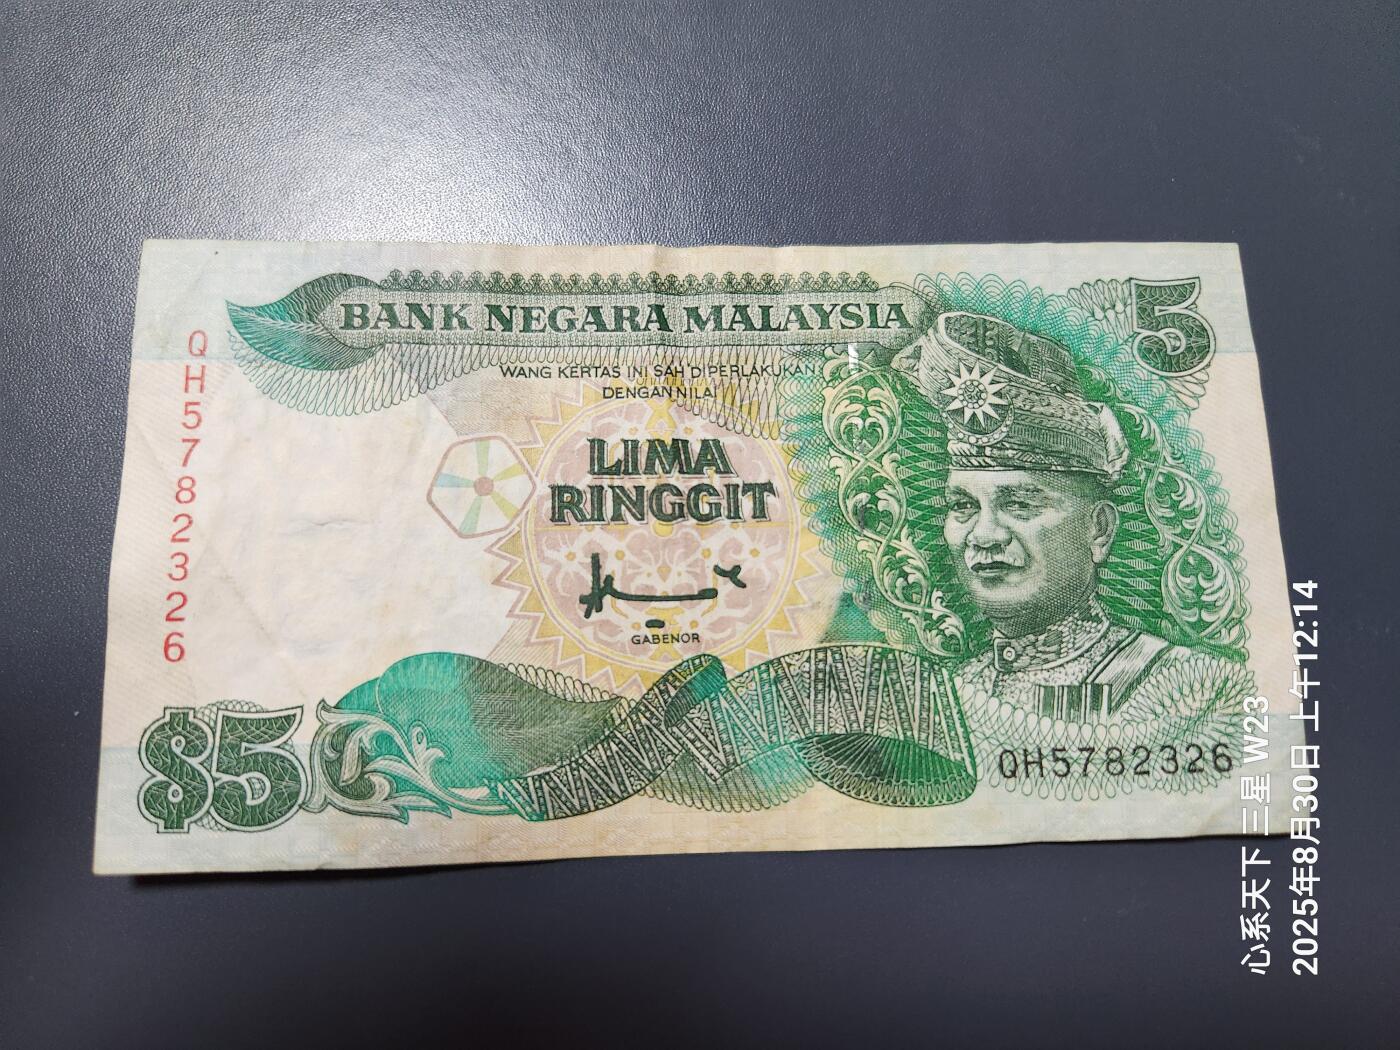 BANK NEGARA MALAYSIA
5
WANG KERTAS INI SAH DIPERLAKUKAN
DENGAN NILAI
LIMA
RINGGIT
GABENOR
QH5782326
$5
QH5782326
心系天下 三星 W23
2025年8月30日 上午12:14